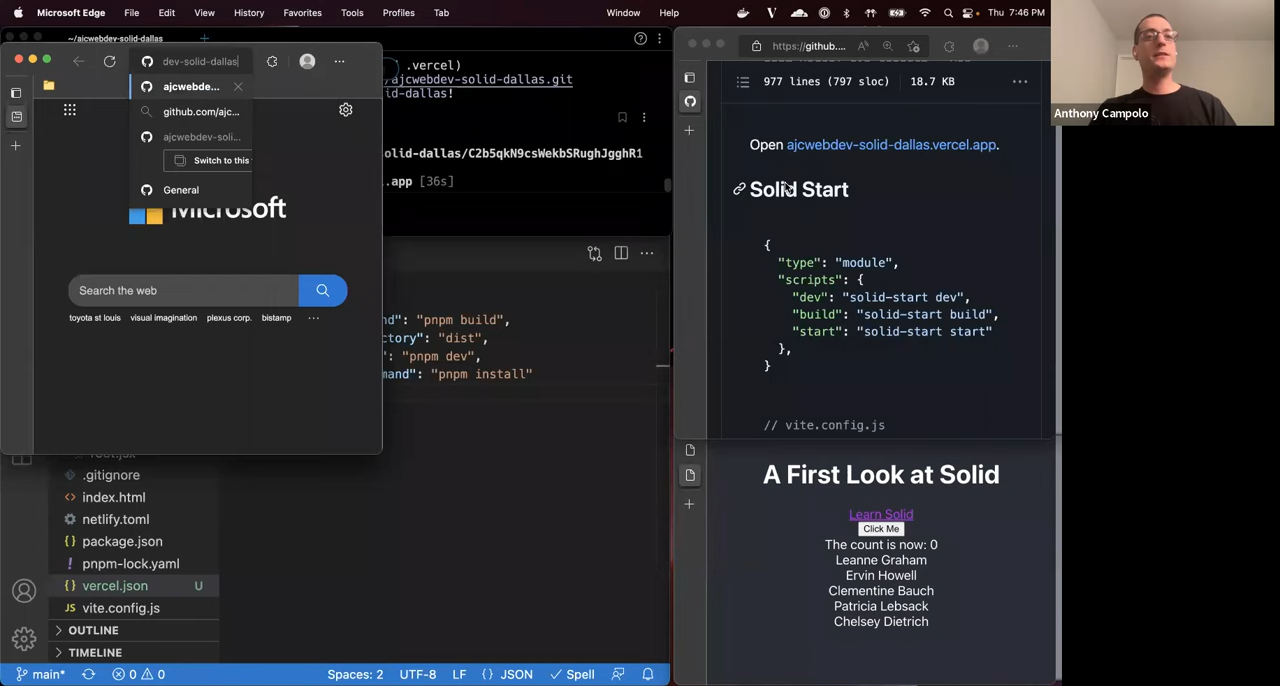 Microsoft Edge File Edit View History Favorites Tools Profiles Tab Window Help Thu 7:46 PM
~/ajcwebdev-solid-dallas
dev-solid-dallas
ajcwebde...
github.com/ajc...
ajcwebdev-soli...
Switch to this
General
Microsoft
Search the web
toyota st louis visual imagination plexus corp. bistamp ...
.vercel)
ajcwebdev-solid-dallas.git
id-dallas!
solid-dallas/C2b5qkN9csWekbSRughJgghR1
l.app [36s]
nd": "pnpm build",
ctory": "dist",
": "pnpm dev",
mand": "pnpm install"
.gitignore
index.html
netlify.toml
package.json
pnpm-lock.yaml
vercel.json U
vite.config.js
OUTLINE
TIMELINE
main* 0 0 Spaces: 2 UTF-8 LF {} JSON Spell
https://github....
977 lines (797 sloc) 18.7 KB
Open ajcwebdev-solid-dallas.vercel.app.
Solid Start
{
"type": "module",
"scripts": {
"dev": "solid-start dev",
"build": "solid-start build",
"start": "solid-start start"
},
}
// vite.config.js
A First Look at Solid
Learn Solid
Click Me
The count is now: 0
Leanne Graham
Ervin Howell
Clementine Bauch
Patricia Lebsack
Chelsey Dietrich
Anthony Campolo